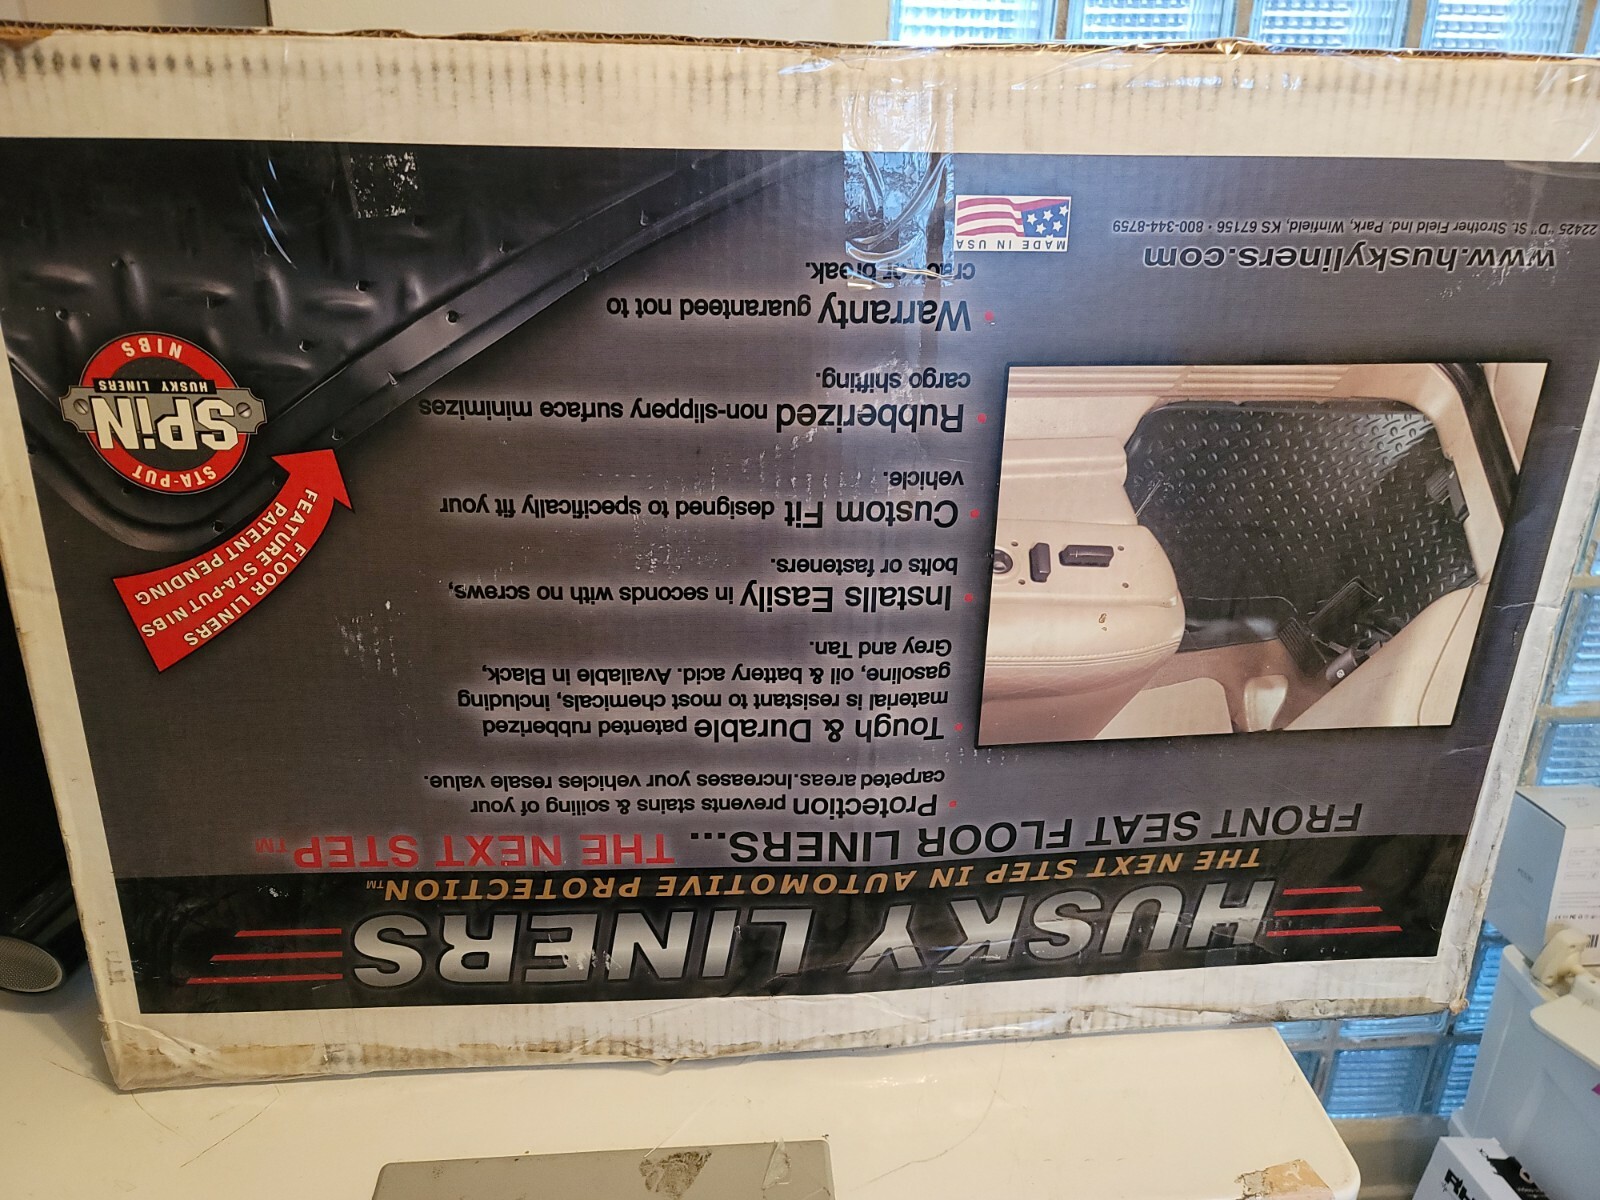 HUSKY LINERS
THE NEXT STEP IN AUTOMOTIVE PROTECTION™
FRONT SEAT FLOOR LINERS... THE NEXT STEP™
• Protection prevents stains & soiling of your
carpeted areas. Increases your vehicles resale value.
• Tough & Durable patented rubberized
material is resistant to most chemicals, including
gasoline, oil & battery acid. Available in Black,
Grey and Tan.
• Installs Easily in seconds with no screws,
bolts or fasteners.
• Custom Fit designed to specifically fit your
vehicle.
• Rubberized non-slippery surface minimizes
cargo shifting.
• Warranty guaranteed not to
crack or break.
FLOOR LINERS
FEATURE STA-PUT NIBS
PATENT PENDING
STA-PUT
SPiN
HUSKY LINERS
NIBS
www.huskyliners.com
22425 "D" St. Strother Field Ind. Park, Winfield, KS 67156 • 800-344-8759
MADE IN USA